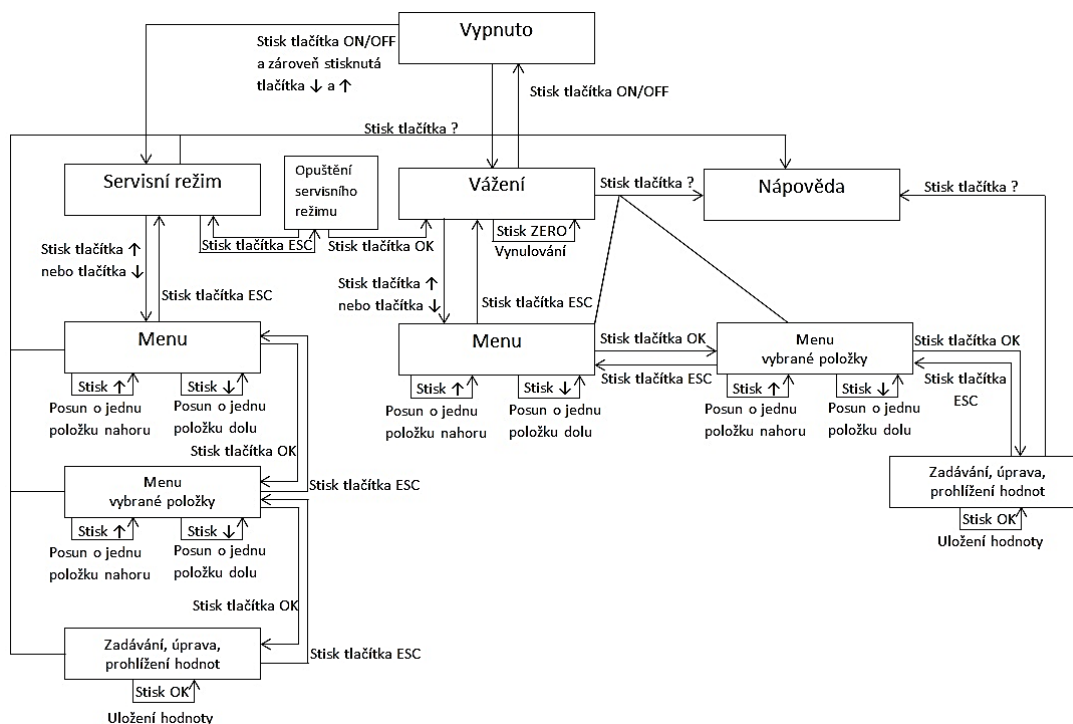 Vypnuto
Stisk tlačítka ON/OFF
a zároveň stisknutá
tlačítka ↓ a ↑
Stisk tlačítka ON/OFF
Stisk tlačítka ?
Servisní režim
Opuštění
servisního
režimu
Vážení
Stisk tlačítka ?
Nápověda
Stisk tlačítka ?
Stisk tlačítka ESC
Stisk tlačítka OK
Stisk ZERO
Vynulování
Stisk tlačítka ↑
nebo tlačítka ↓
Stisk tlačítka ESC
Stisk tlačítka ↑
nebo tlačítka ↓
Stisk tlačítka ESC
Menu
Stisk ↑
Posun o jednu
položku nahoru
Stisk ↓
Posun o jednu
položku dolu
Menu
Stisk ↑
Posun o jednu
položku nahoru
Stisk ↓
Posun o jednu
položku dolu
Stisk tlačítka OK
Stisk tlačítka ESC
Menu
vybrané položky
Stisk ↑
Posun o jednu
položku nahoru
Stisk ↓
Posun o jednu
položku dolu
Stisk tlačítka OK
Stisk tlačítka
ESC
Stisk tlačítka OK
Stisk tlačítka ESC
Menu
vybrané položky
Stisk ↑
Posun o jednu
položku nahoru
Stisk ↓
Posun o jednu
položku dolu
Zadávání, úprava,
prohlížení hodnot
Stisk OK
Uložení hodnoty
Stisk tlačítka OK
Stisk tlačítka ESC
Zadávání, úprava,
prohlížení hodnot
Stisk OK
Uložení hodnoty